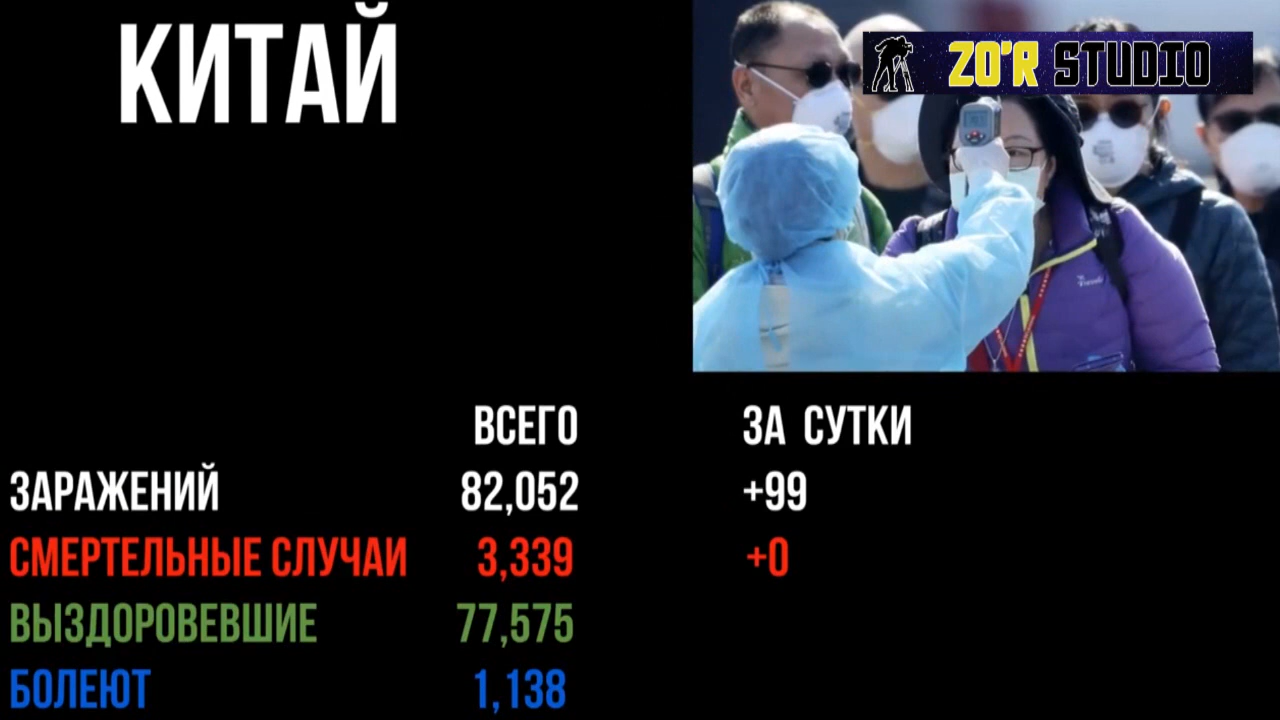 КИТАЙ
ZO'R STUDIO
ВСЕГО ЗА СУТКИ
ЗАРАЖЕНИЙ 82,052 +99
СМЕРТЕЛЬНЫЕ СЛУЧАИ 3,339 +0
ВЫЗДОРОВЕВШИЕ 77,575
БОЛЕЮТ 1,138